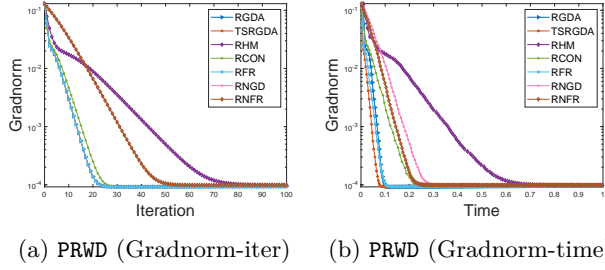 10^-1
10^-2
10^-3
10^-4
Gradnorm
RGDA
TSRGDA
RHM
RCON
RFR
RNGD
RNFR
0 10 20 30 40 50 60 70 80 90 100
Iteration
10^-1
10^-2
10^-3
10^-4
Gradnorm
RGDA
TSRGDA
RHM
RCON
RFR
RNGD
RNFR
0 0.1 0.2 0.3 0.4 0.5 0.6 0.7 0.8 0.9 1
Time
(a) PRWD (Gradnorm-iter)
(b) PRWD (Gradnorm-time